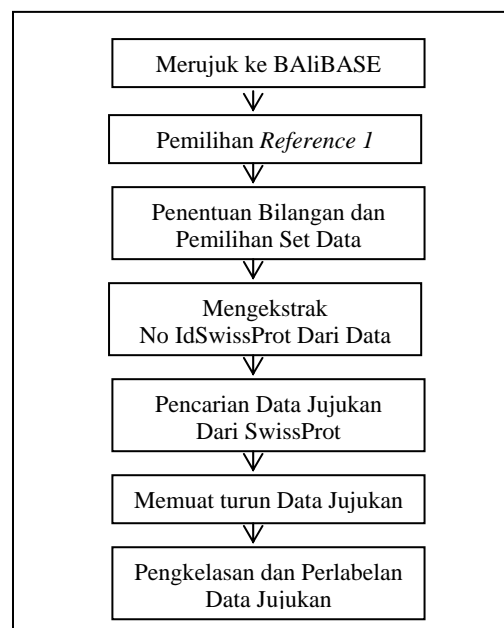 Merujuk ke BAliBASE
Pemilihan Reference 1
Penentuan Bilangan dan
Pemilihan Set Data
Mengekstrak
No IdSwissProt Dari Data
Pencarian Data Jujukan
Dari SwissProt
Memuat turun Data Jujukan
Pengkelasan dan Perlabelan
Data Jujukan